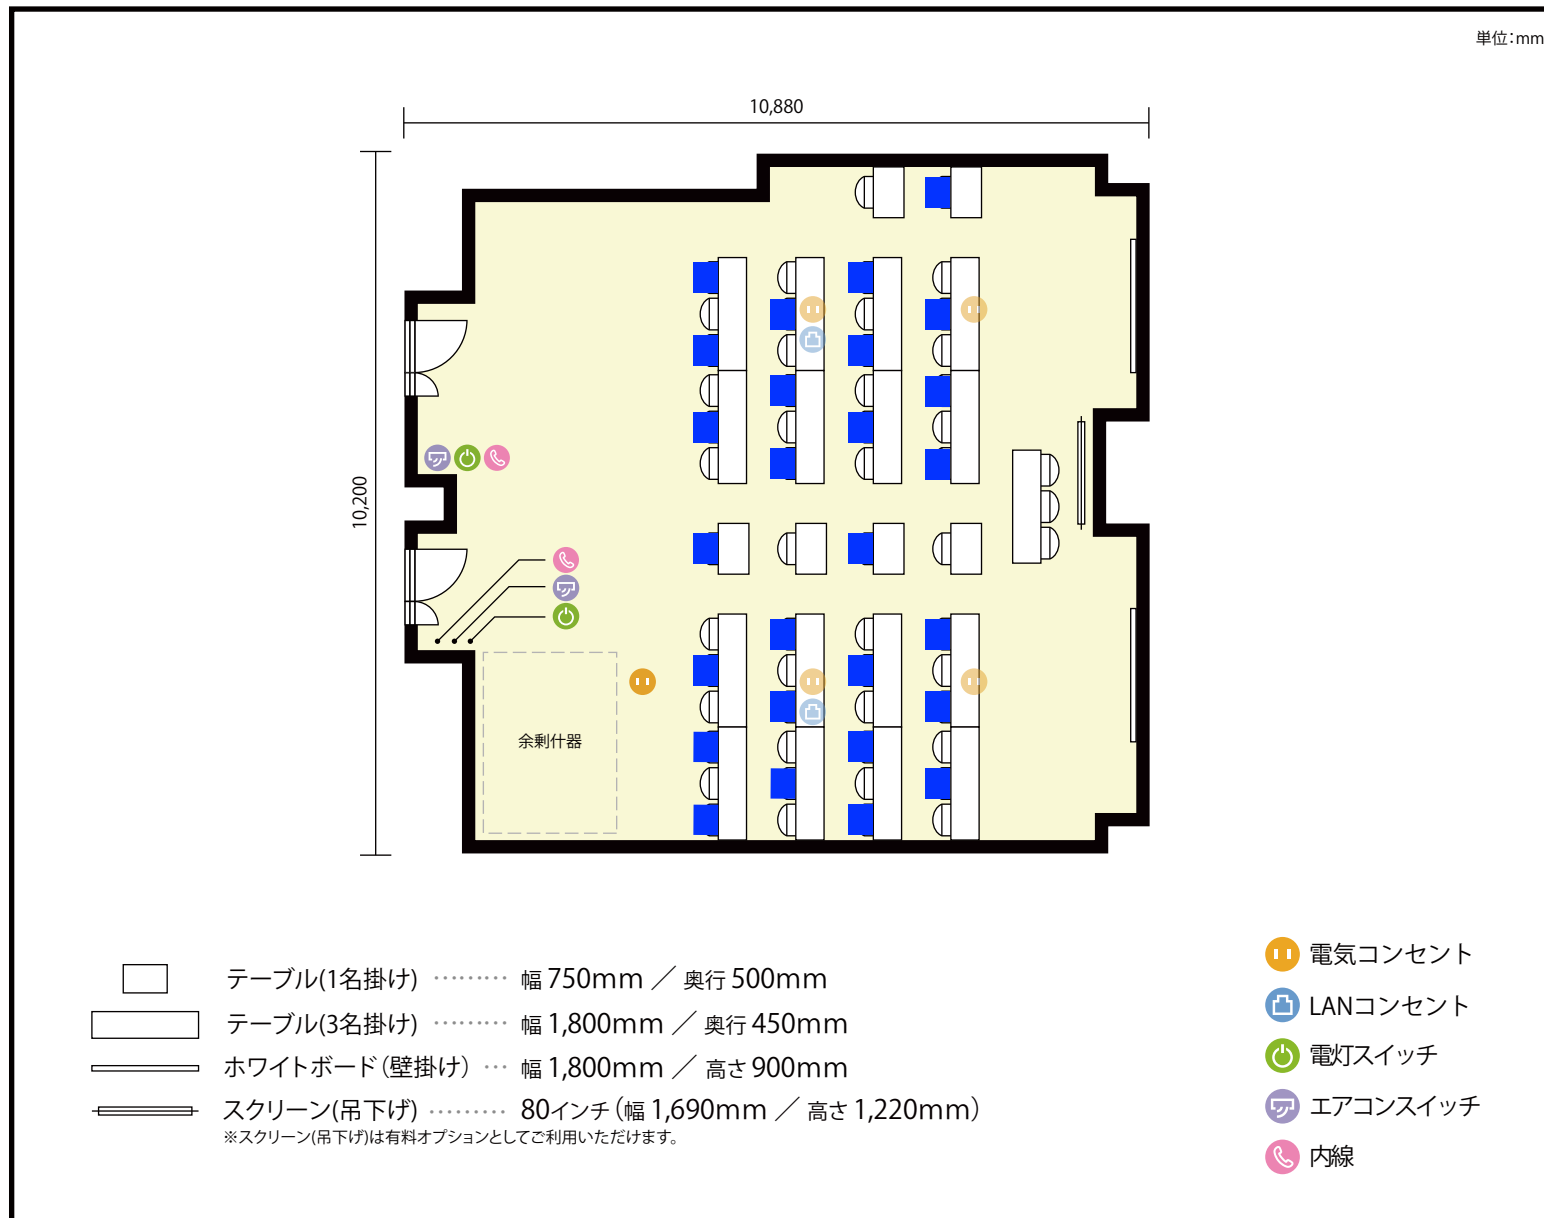 単位：mm
10,880
10,200
余剰什器
テーブル(1名掛け) ……… 幅 750mm ／ 奥行 500mm
テーブル(3名掛け) ……… 幅 1,800mm ／ 奥行 450mm
ホワイトボード（壁掛け） … 幅 1,800mm ／ 高さ 900mm
スクリーン(吊下げ) ……… 80インチ（幅 1,690mm ／ 高さ 1,220mm）
※スクリーン(吊下げ)は有料オプションとしてご利用いただけます。
電気コンセント
LANコンセント
電灯スイッチ
エアコンスイッチ
内線